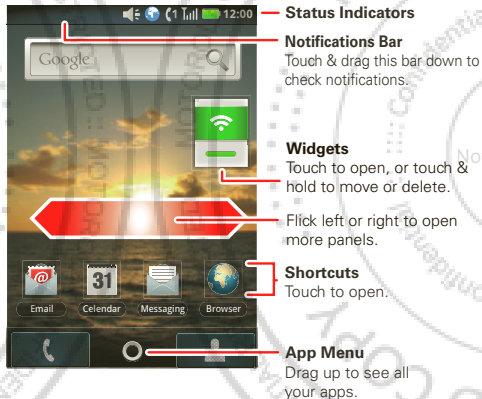 12:00
Status Indicators
Notifications Bar
Touch & drag this bar down to
check notifications.
Google
Widgets
Touch to open, or touch &
hold to move or delete.
Flick left or right to open
more panels.
31
Shortcuts
Touch to open.
Email
Celendar
Messaging
Browser
App Menu
Drag up to see all
your apps.